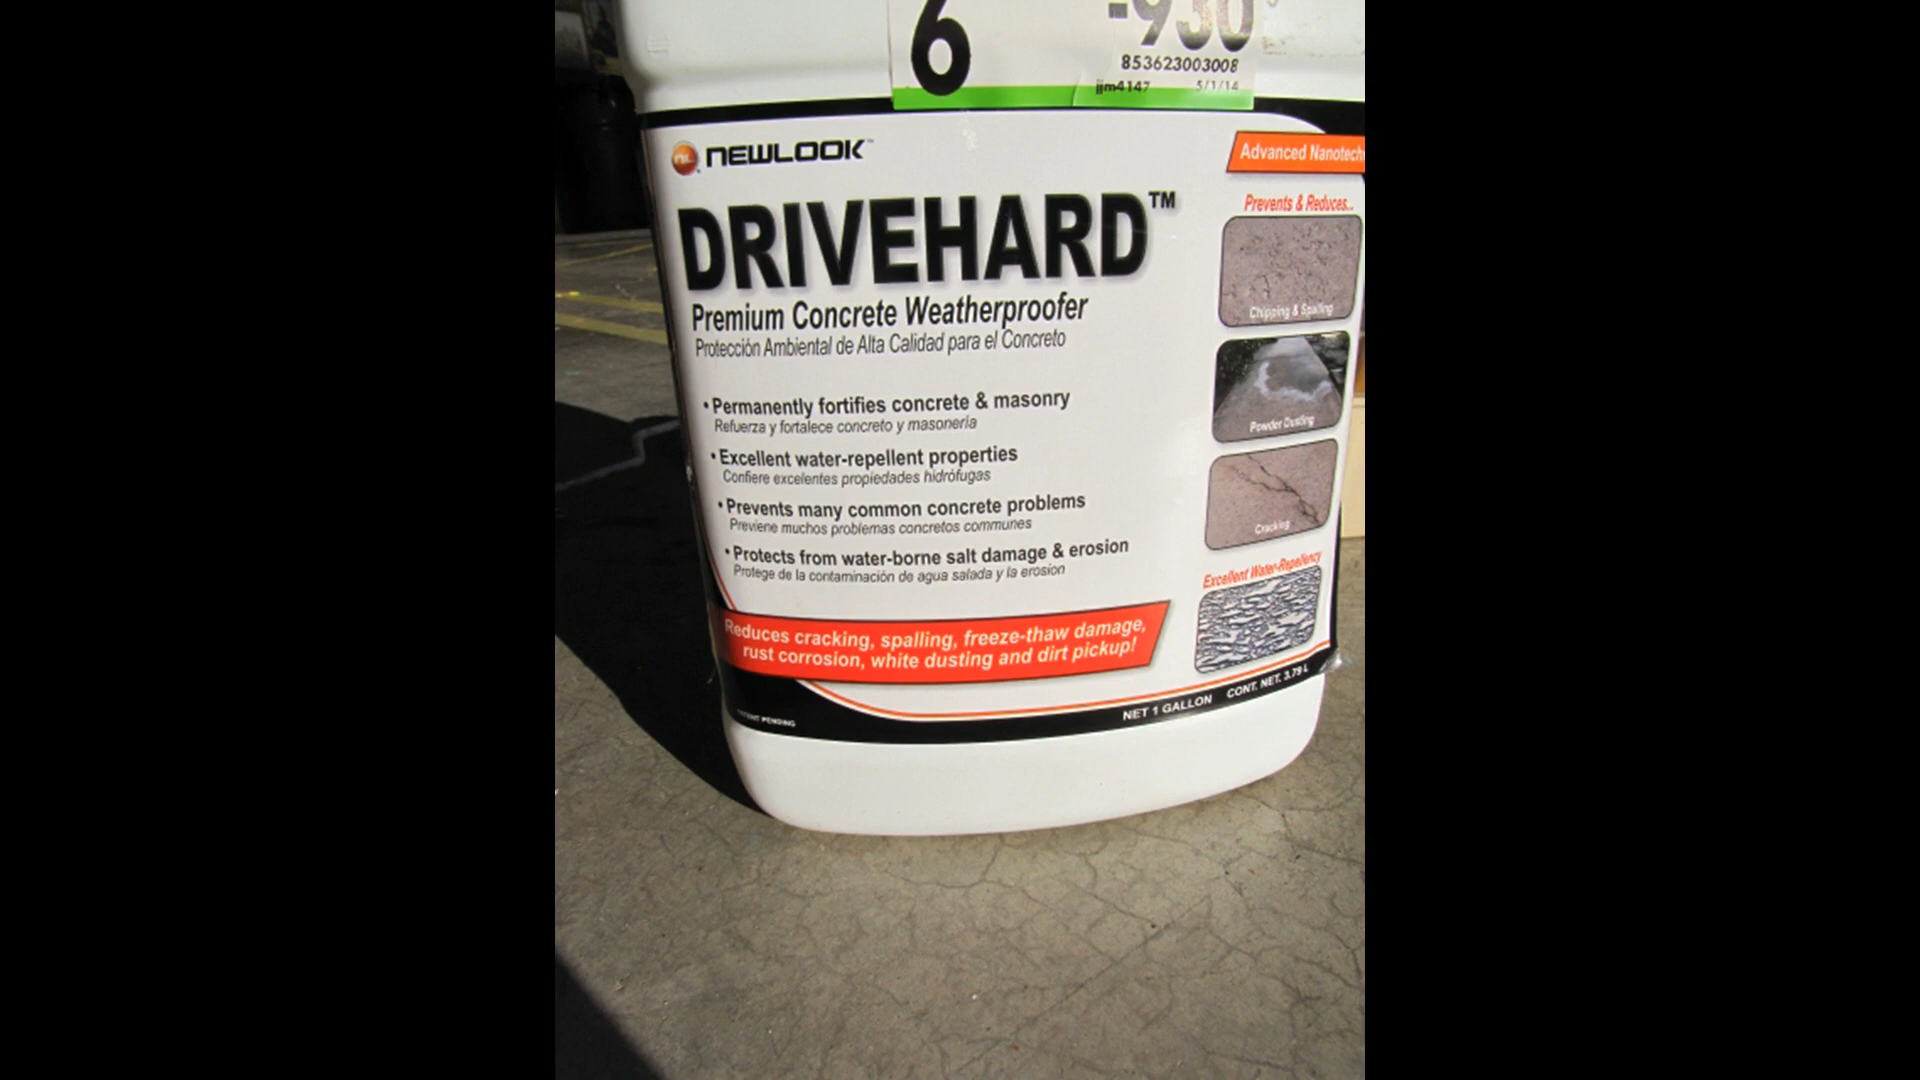 6
-930
853623003008
jjm4147 5/1/14
NEWLOOK™
Advanced Nanotech
DRIVEHARD™
Premium Concrete Weatherproofer
Protección Ambiental de Alta Calidad para el Concreto
• Permanently fortifies concrete & masonry
Refuerza y fortalece concreto y masonería
• Excellent water-repellent properties
Confiere excelentes propiedades hidrófugas
• Prevents many common concrete problems
Previene muchos problemas concretos communes
• Protects from water-borne salt damage & erosion
Protege de la contaminación de agua salada y la erosion
Reduces cracking, spalling, freeze-thaw damage,
rust corrosion, white dusting and dirt pickup!
Prevents & Reduces...
Chipping & Spalling
Powder Dusting
Cracking
Excellent Water-Repellency
PATENT PENDING
NET 1 GALLON CONT. NET. 3.79 L